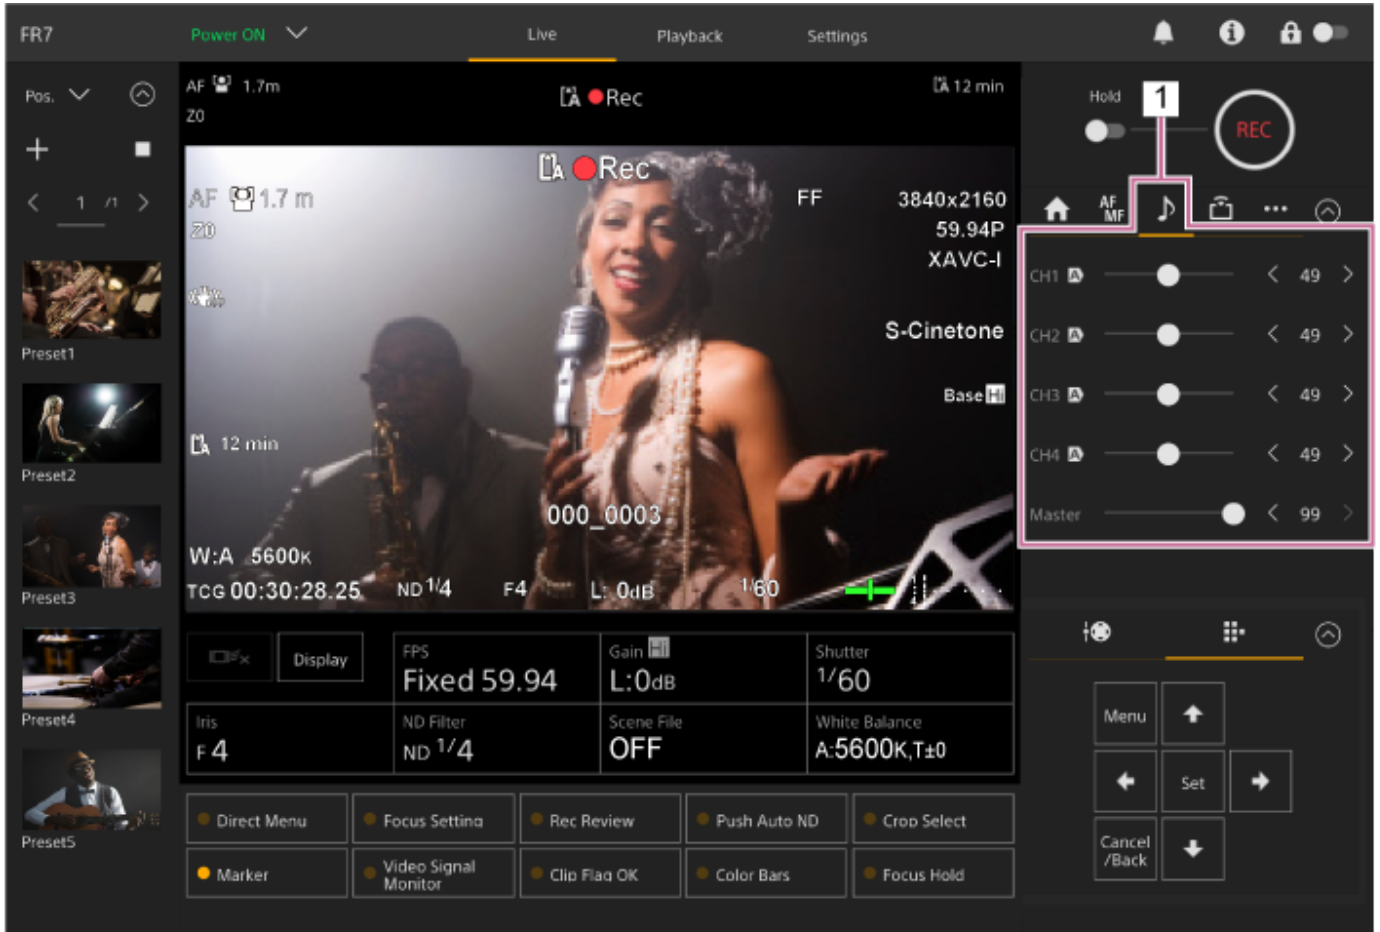 FR7
Power ON
Live
Playback
Settings
Pos.
1 /1
Preset1
Preset2
Preset3
Preset4
Preset5
AF 1.7m
Z0
A Rec
A 12 min
A Rec
AF 1.7 m
Z0
FF
3840x2160
59.94P
XAVC-I
S-Cinetone
Base Hi
A 12 min
000_0003
W:A 5600K
TCG 00:30:28.25
ND 1/4
F4
L: 0dB
1/60
Display
FPS
Fixed 59.94
Gain Hi
L:0dB
Shutter
1/60
Iris
F 4
ND Filter
ND 1/4
Scene File
OFF
White Balance
A:5600K,T±0
Direct Menu
Focus Setting
Rec Review
Push Auto ND
Crop Select
Marker
Video Signal
Monitor
Clip Flag OK
Color Bars
Focus Hold
Hold
1
REC
AF
MF
CH1 A 49
CH2 A 49
CH3 A 49
CH4 A 49
Master 99
Menu
Set
Cancel
/Back